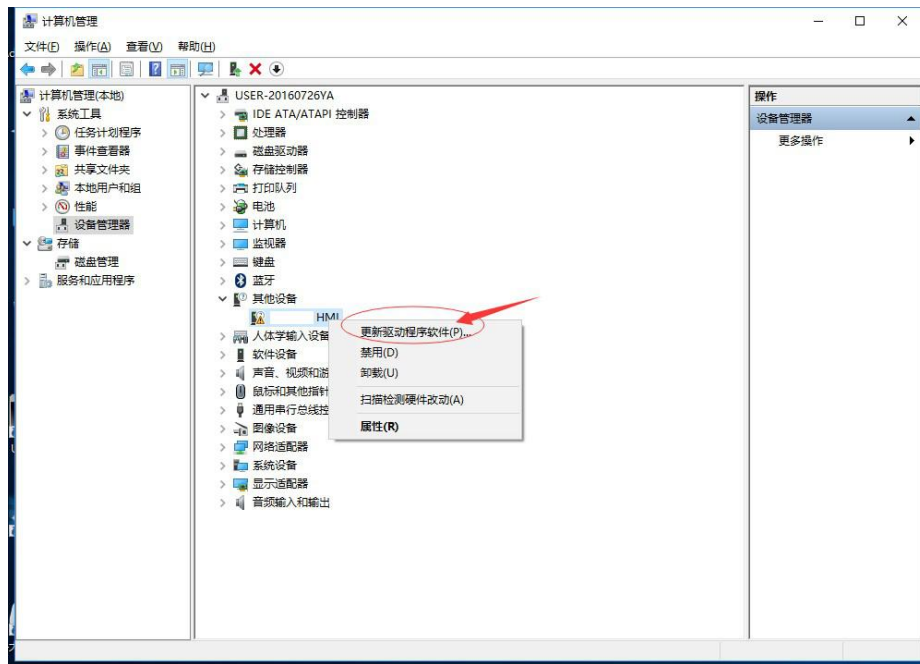 计算机管理
文件(F) 操作(A) 查看(V) 帮助(H)
计算机管理(本地)
系统工具
任务计划程序
事件查看器
共享文件夹
本地用户和组
性能
设备管理器
存储
磁盘管理
服务和应用程序
USER-20160726YA
IDE ATA/ATAPI 控制器
处理器
磁盘驱动器
存储控制器
打印队列
电池
计算机
监视器
键盘
蓝牙
其他设备
HMI
人体学输入设备
软件设备
声音、视频和游
鼠标和其他指针
通用串行总线控
图像设备
网络适配器
系统设备
显示适配器
音频输入和输出
更新驱动程序软件(P)...
禁用(D)
卸载(U)
扫描检测硬件改动(A)
属性(R)
操作
设备管理器
更多操作